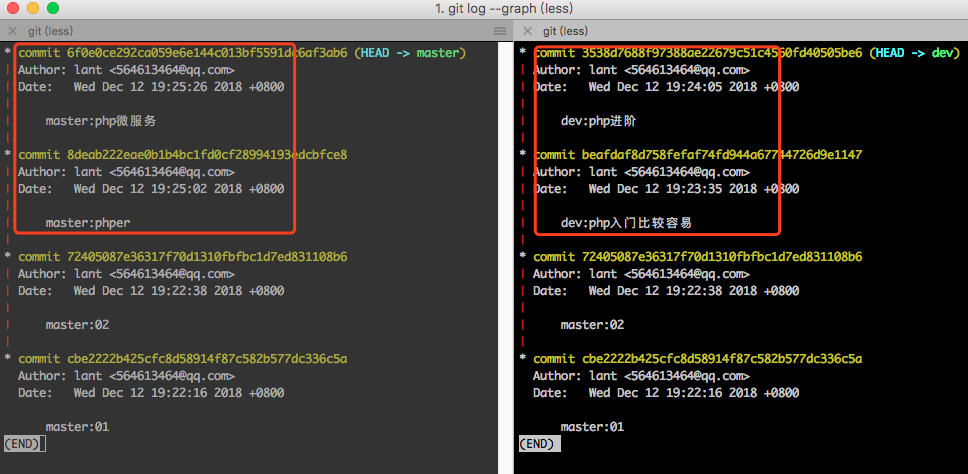 1. git log --graph (less)
git (less)
* commit 6f0e0ce292ca059e6e144c013bf5591dc6af3ab6 (HEAD -> master)
| Author: lant <564613464@qq.com>
| Date:   Wed Dec 12 19:25:26 2018 +0800
|
|     master:php微服务
|
* commit 8deab222eae0b1b4bc1fd0cf28994193edcbfce8
| Author: lant <564613464@qq.com>
| Date:   Wed Dec 12 19:25:02 2018 +0800
|
|     master:phper
|
* commit 72405087e36317f70d1310fbfbc1d7ed831108b6
| Author: lant <564613464@qq.com>
| Date:   Wed Dec 12 19:22:38 2018 +0800
|
|     master:02
|
* commit cbe2222b425cfc8d58914f87c582b577dc336c5a
  Author: lant <564613464@qq.com>
  Date:   Wed Dec 12 19:22:16 2018 +0800

      master:01
(END)
git (less)
* commit 3538d7688f97388ae22679c51c4560fd40505be6 (HEAD -> dev)
| Author: lant <564613464@qq.com>
| Date:   Wed Dec 12 19:24:05 2018 +0800
|
|     dev:php进阶
|
* commit beafdaf8d758fefaf74fd944a67744726d9e1147
| Author: lant <564613464@qq.com>
| Date:   Wed Dec 12 19:23:35 2018 +0800
|
|     dev:php入门比较容易
|
* commit 72405087e36317f70d1310fbfbc1d7ed831108b6
| Author: lant <564613464@qq.com>
| Date:   Wed Dec 12 19:22:38 2018 +0800
|
|     master:02
|
* commit cbe2222b425cfc8d58914f87c582b577dc336c5a
  Author: lant <564613464@qq.com>
  Date:   Wed Dec 12 19:22:16 2018 +0800

      master:01
(END)